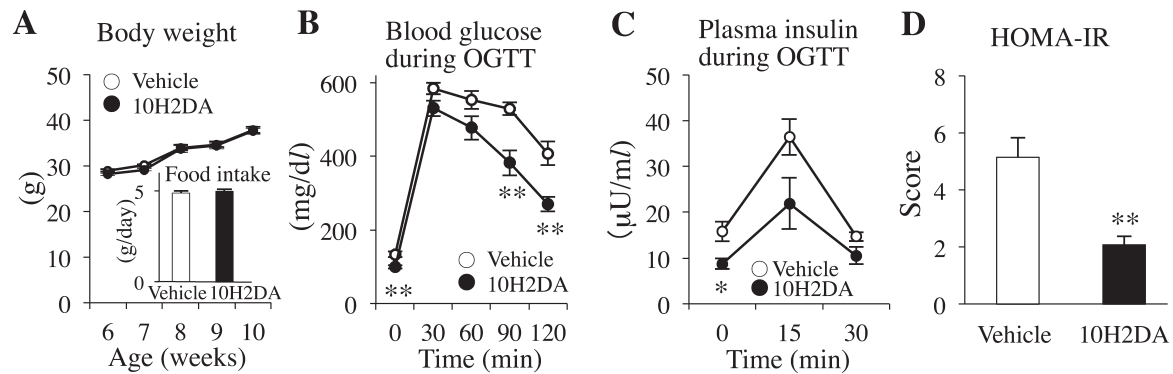 A
Body weight
50
40
30
20
10
0
(g)
Vehicle
10H2DA
Food intake
5
0
(g/day)
Vehicle 10H2DA
6 7 8 9 10
Age (weeks)
B
Blood glucose
during OGTT
600
400
200
0
(mg/dl)
**
**
**
Vehicle
10H2DA
0 30 60 90 120
Time (min)
C
Plasma insulin
during OGTT
50
40
30
20
10
0
(μU/ml)
*
Vehicle
10H2DA
0 15 30
Time (min)
D
HOMA-IR
8
6
4
2
0
Score
**
Vehicle 10H2DA